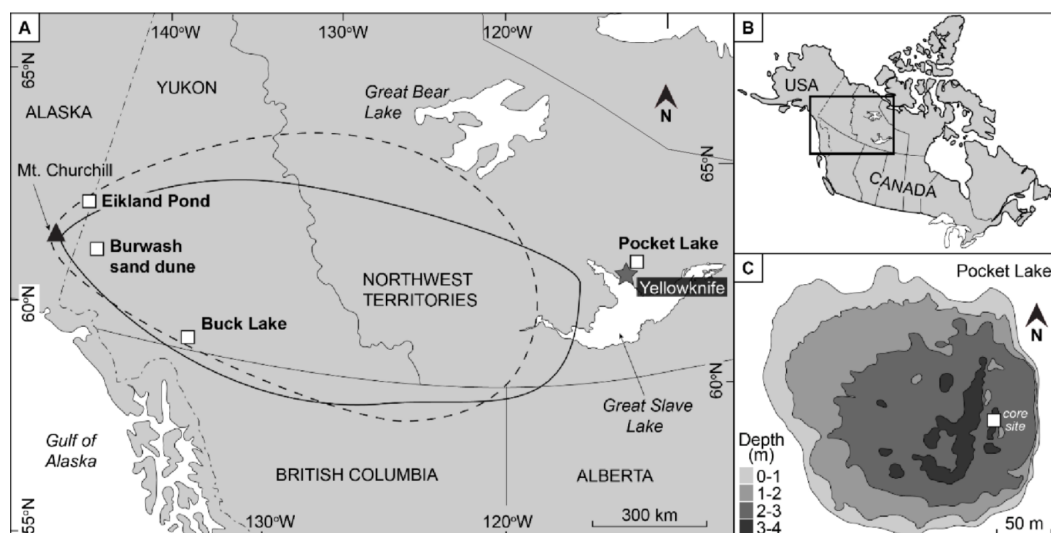 A
140°W
130°W
120°W
65°N
YUKON
ALASKA
Great Bear
Lake
N
65°N
Mt. Churchill
Eikland Pond
Burwash
sand dune
Pocket Lake
Yellowknife
NORTHWEST
TERRITORIES
60°N
Buck Lake
60°N
Great Slave
Lake
Gulf of
Alaska
BRITISH COLUMBIA
ALBERTA
300 km
55°N
130°W
120°W
B
USA
CANADA
C
Pocket Lake
N
core
site
Depth
(m)
0-1
1-2
2-3
3-4
50 m